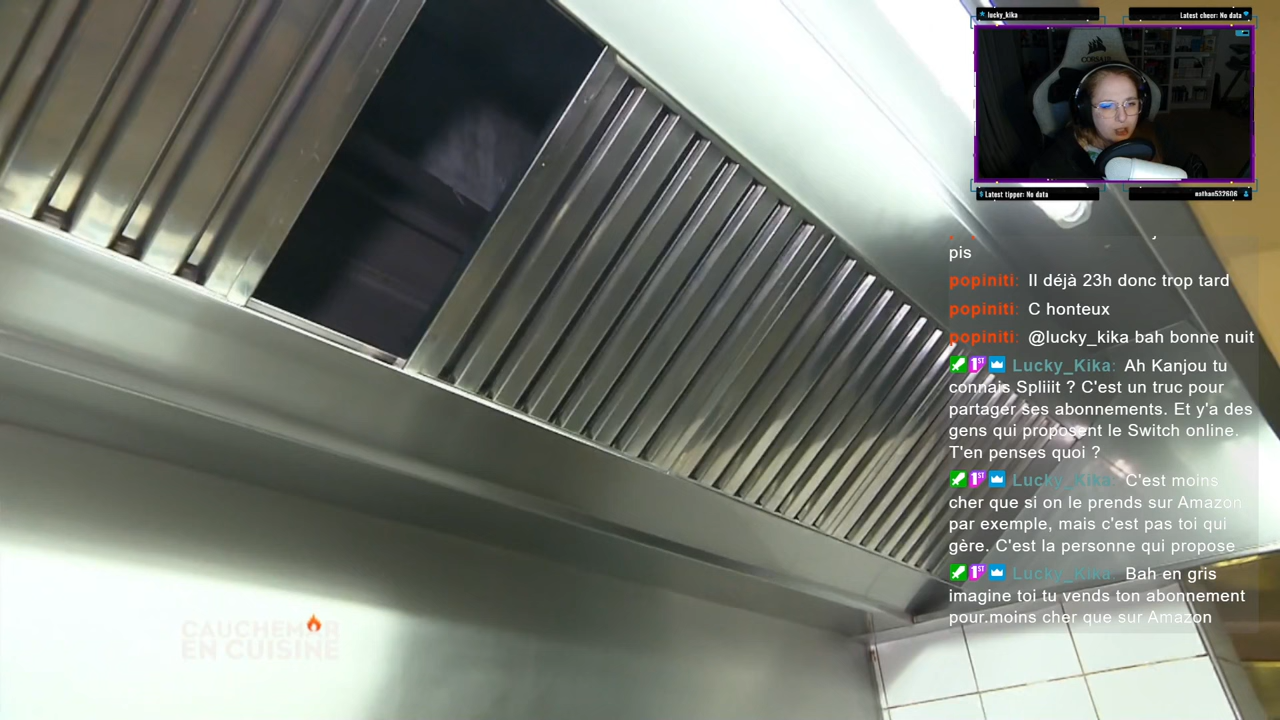 lucky_kika
Latest cheer: No data
CORSAIR
Latest tipper: No data
nathan532606
pis
popiniti: Il déjà 23h donc trop tard
popiniti: C honteux
popiniti: @lucky_kika bah bonne nuit
Lucky_Kika: Ah Kanjou tu
connais Spliiit ? C'est un truc pour
partager ses abonnements. Et y'a des
gens qui proposent le Switch online.
T'en penses quoi ?
Lucky_Kika: C'est moins
cher que si on le prends sur Amazon
par exemple, mais c'est pas toi qui
gère. C'est la personne qui propose
Lucky_Kika: Bah en gris
imagine toi tu vends ton abonnement
pour.moins cher que sur Amazon
CAUCHEMAR
EN CUISINE